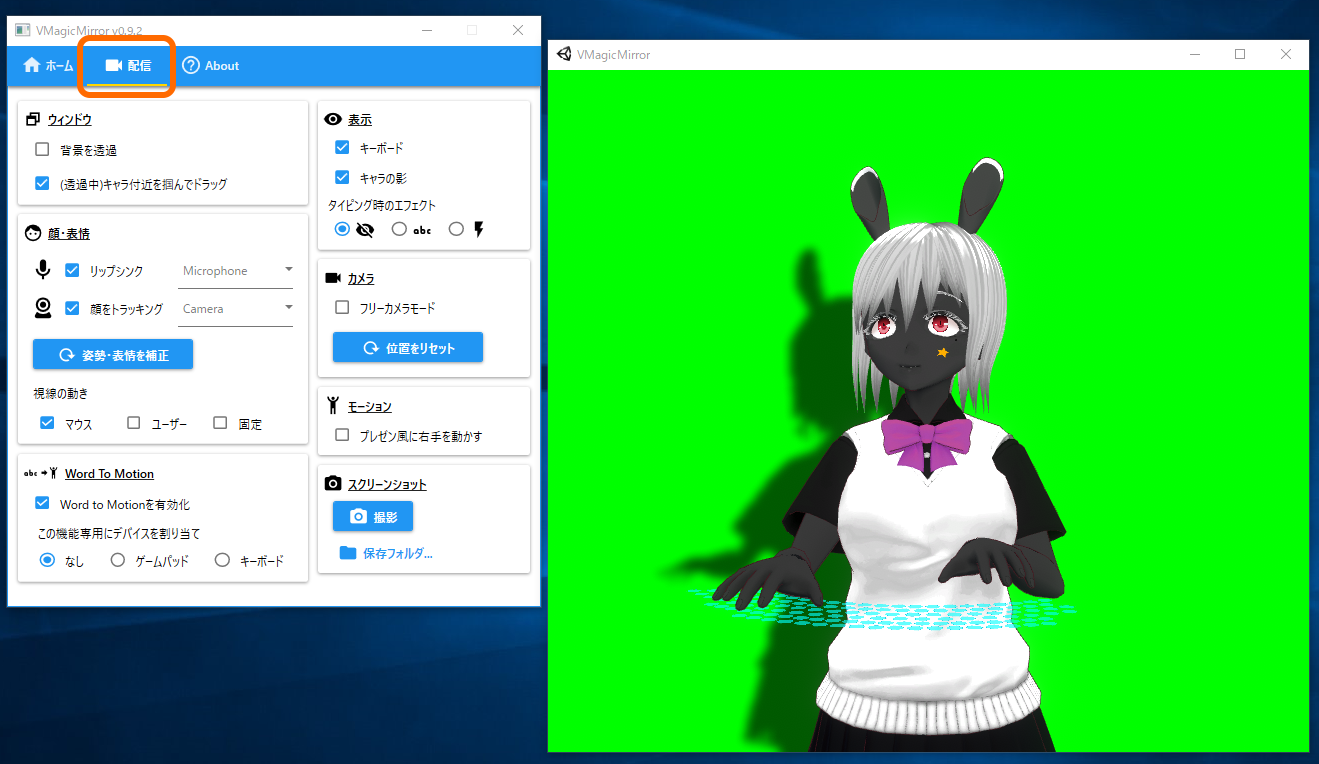 VMagicMirror v0.9.2
ホーム
配信
About
ウィンドウ
背景を透過
(透過中)キャラ付近を掴んでドラッグ
顔・表情
リップシンク
Microphone
顔をトラッキング
Camera
姿勢・表情を補正
視線の動き
マウス
ユーザー
固定
abc
Word To Motion
Word to Motionを有効化
この機能専用にデバイスを割り当て
なし
ゲームパッド
キーボード
表示
キーボード
キャラの影
タイピング時のエフェクト
abc
カメラ
フリーカメラモード
位置をリセット
モーション
プレゼン風に右手を動かす
スクリーンショット
撮影
保存フォルダ...
VMagicMirror